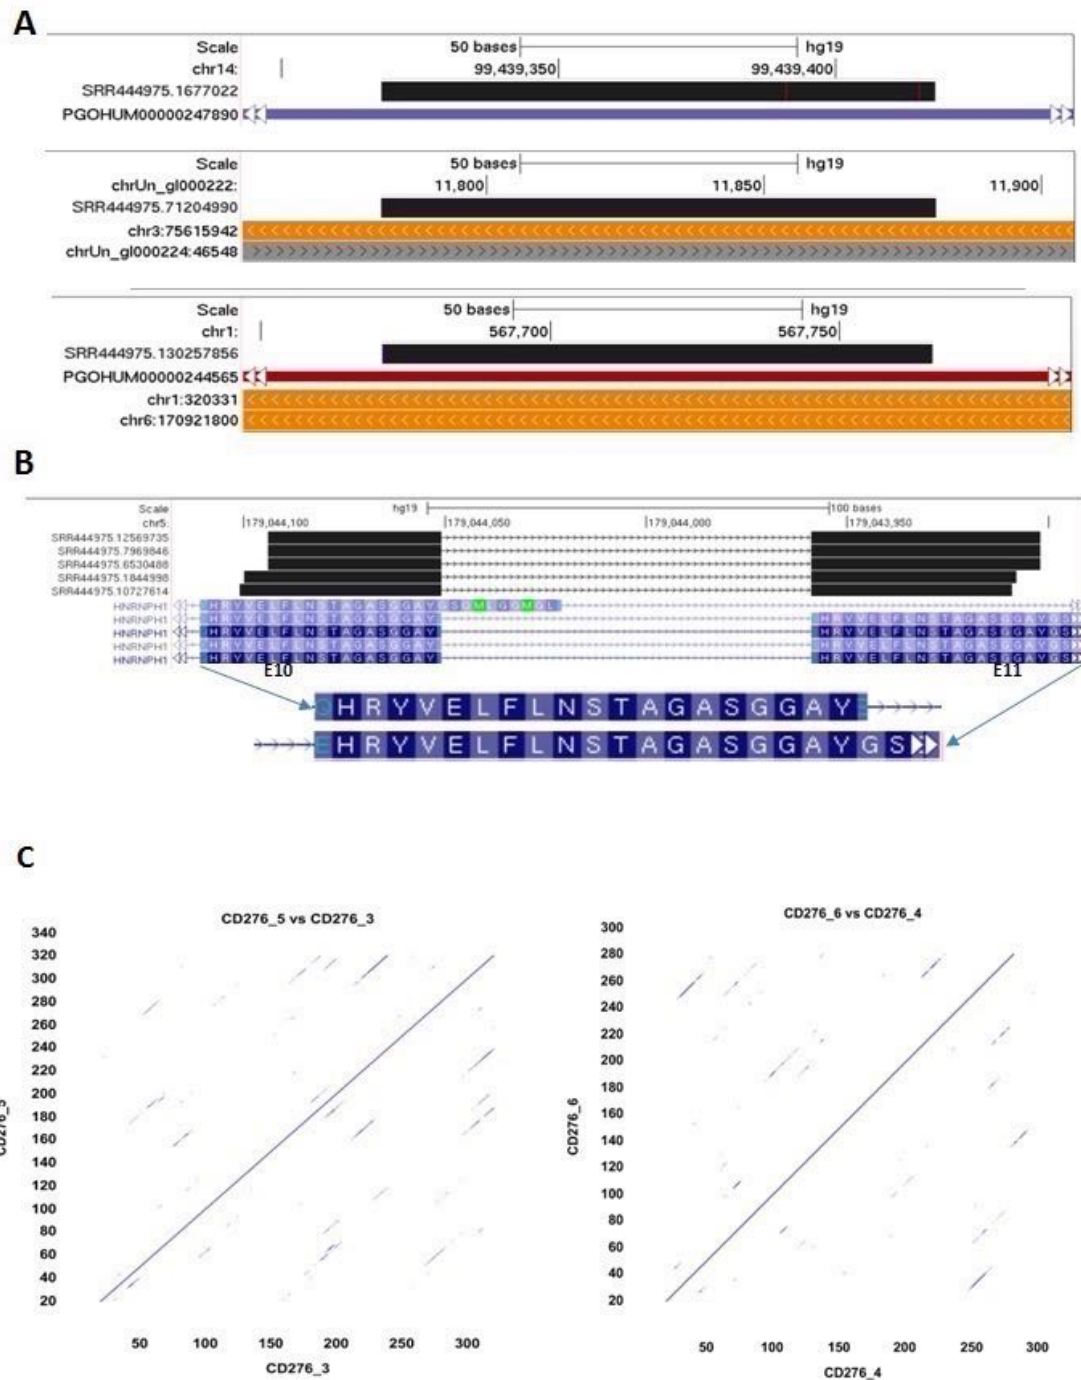 A
Scale 50 bases hg19
chr14: 99,439,350 99,439,400
SRR444975.1677022
PGOHUM00000247890
Scale 50 bases hg19
chrUn_gl000222: 11,800 11,850 11,900
SRR444975.71204990
chr3:75615942
chrUn_gl000224:46548
Scale 50 bases hg19
chr1: 567,700 567,750
SRR444975.130257856
PGOHUM00000244565
chr1:320331
chr6:170921800
B
Scale hg19 100 bases
chr5: 179,044,100 179,044,050 179,044,000 179,043,950
SRR444975.12569735
SRR444975.7969846
SRR444975.6530488
SRR444975.1844998
SRR444975.10727614
HNRNPH1 H R Y V E L F L N S T A G A S G G A Y G S Q M L G G M G L
HNRNPH1 H R Y V E L F L N S T A G A S G G A Y H R Y V E L F L N S T A G A S G G A Y G S
HNRNPH1 H R Y V E L F L N S T A G A S G G A Y H R Y V E L F L N S T A G A S G G A Y G S
HNRNPH1 H R Y V E L F L N S T A G A S G G A Y H R Y V E L F L N S T A G A S G G A Y G S
HNRNPH1 H R Y V E L F L N S T A G A S G G A Y H R Y V E L F L N S T A G A S G G A Y G S
E10 E11
H R Y V E L F L N S T A G A S G G A Y
E H R Y V E L F L N S T A G A S G G A Y G S
C
CD276_5 vs CD276_3
340
320
300
280
260
240
220
200
180
160
140
120
100
80
60
40
20
CD276_5
50 100 150 200 250 300
CD276_3
CD276_6 vs CD276_4
300
280
260
240
220
200
180
160
140
120
100
80
60
40
20
CD276_6
50 100 150 200 250 300
CD276_4